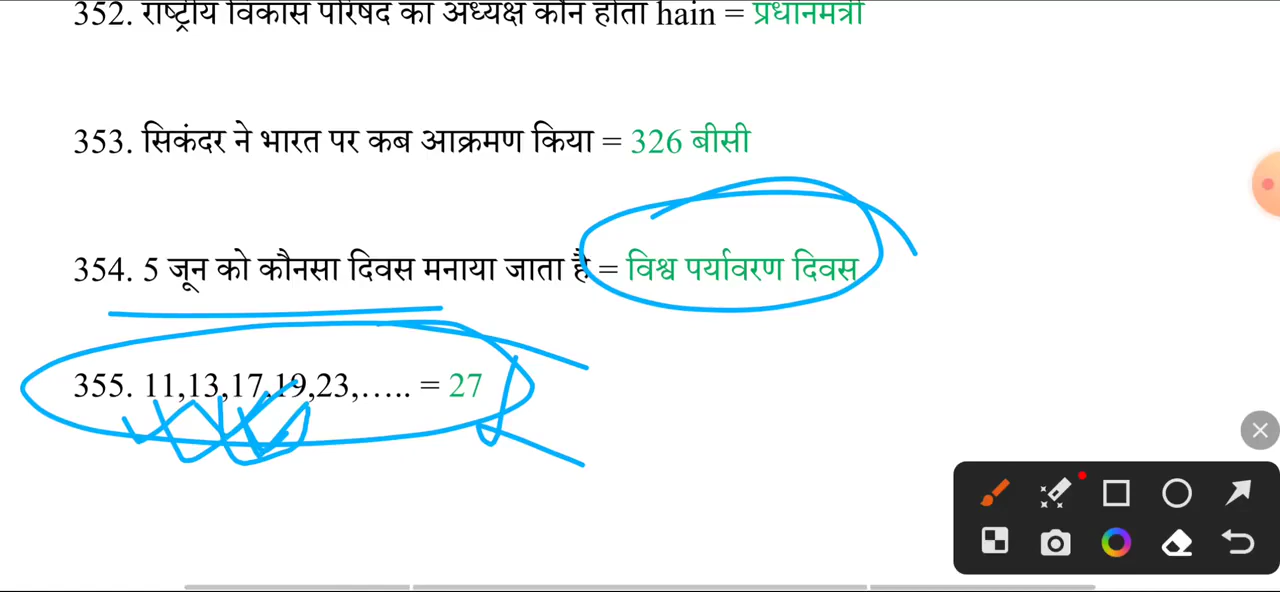 352. राष्ट्रीय विकास परिषद का अध्यक्ष कौन होता hain = प्रधानमंत्री
353. सिकंदर ने भारत पर कब आक्रमण किया = 326 बीसी
354. 5 जून को कौनसा दिवस मनाया जाता है = विश्व पर्यावरण दिवस
355. 11,13,17,19,23,….. = 27